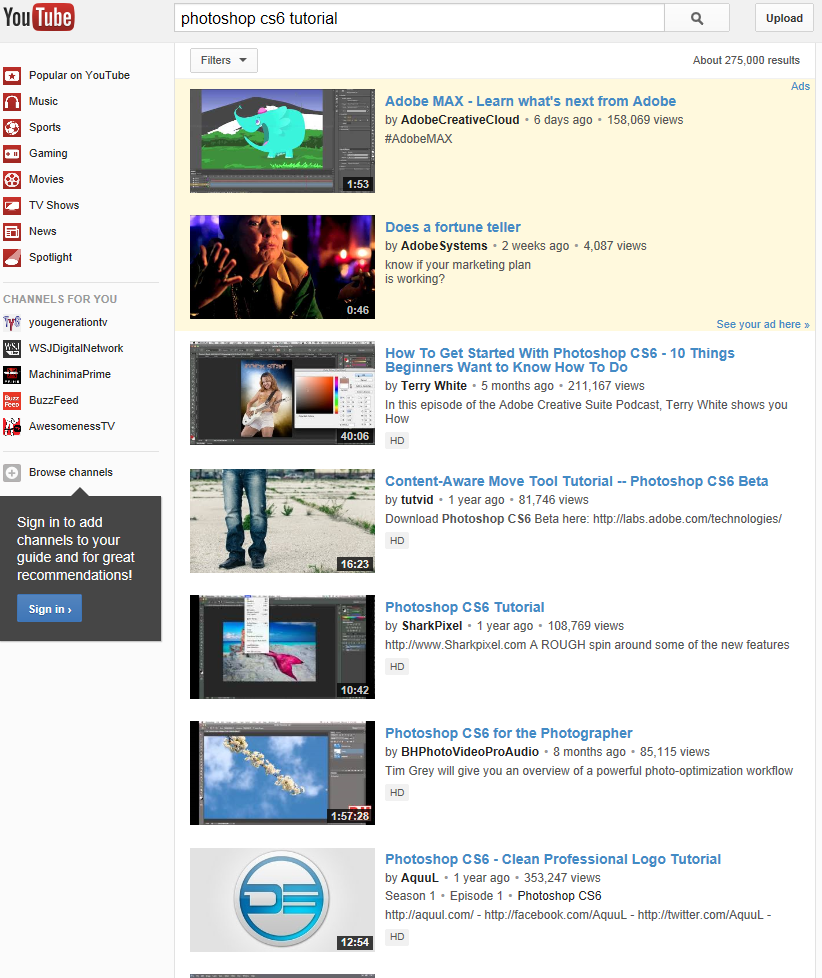 YouTube
photoshop cs6 tutorial
Upload
Filters
About 275,000 results
Popular on YouTube
Music
Sports
Gaming
Movies
TV Shows
News
Spotlight
CHANNELS FOR YOU
yougenerationtv
WSJDigitalNetwork
MachinimaPrime
BuzzFeed
AwesomenessTV
Browse channels
Sign in to add
channels to your
guide and for great
recommendations!
Sign in ›
Ads
1:53
Adobe MAX - Learn what's next from Adobe
by AdobeCreativeCloud • 6 days ago • 158,069 views
#AdobeMAX
0:46
Does a fortune teller
by AdobeSystems • 2 weeks ago • 4,087 views
know if your marketing plan
is working?
See your ad here »
40:06
How To Get Started With Photoshop CS6 - 10 Things
Beginners Want to Know How To Do
by Terry White • 5 months ago • 211,167 views
In this episode of the Adobe Creative Suite Podcast, Terry White shows you
How
HD
16:23
Content-Aware Move Tool Tutorial -- Photoshop CS6 Beta
by tutvid • 1 year ago • 81,746 views
Download Photoshop CS6 Beta here: http://labs.adobe.com/technologies/
HD
10:42
Photoshop CS6 Tutorial
by SharkPixel • 1 year ago • 108,769 views
http://www.Sharkpixel.com A ROUGH spin around some of the new features
HD
1:57:28
Photoshop CS6 for the Photographer
by BHPhotoVideoProAudio • 8 months ago • 85,115 views
Tim Grey will give you an overview of a powerful photo-optimization workflow
HD
12:54
Photoshop CS6 - Clean Professional Logo Tutorial
by AquuL • 1 year ago • 353,247 views
Season 1 • Episode 1 • Photoshop CS6
http://aquul.com/ - http://facebook.com/AquuL - http://twitter.com/AquuL -
HD